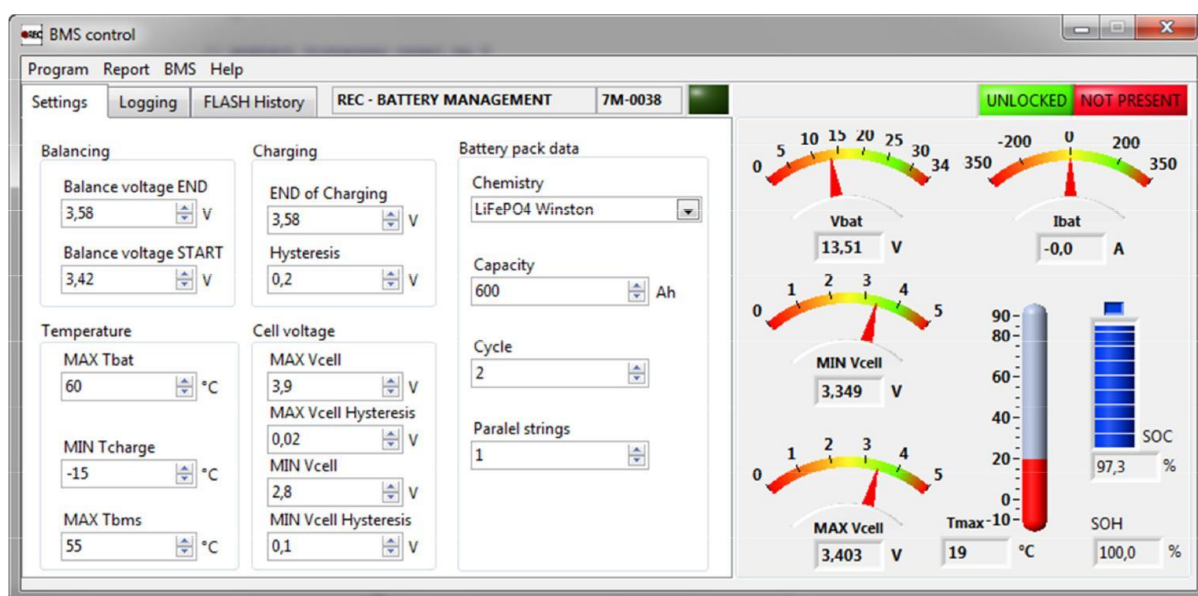 REC BMS control
Program Report BMS Help
Settings Logging FLASH History REC - BATTERY MANAGEMENT 7M-0038 UNLOCKED NOT PRESENT
Balancing
Balance voltage END
3,58 V
Balance voltage START
3,42 V
Charging
END of Charging
3,58 V
Hysteresis
0,2 V
Temperature
MAX Tbat
60 °C
MIN Tcharge
-15 °C
MAX Tbms
55 °C
Cell voltage
MAX Vcell
3,9 V
MAX Vcell Hysteresis
0,02 V
MIN Vcell
2,8 V
MIN Vcell Hysteresis
0,1 V
Battery pack data
Chemistry
LiFePO4 Winston
Capacity
600 Ah
Cycle
2
Paralel strings
1
0 5 10 15 20 25 30 34
Vbat
13,51 V
350 -200 0 200 350
Ibat
-0,0 A
0 1 2 3 4 5
MIN Vcell
3,349 V
0 1 2 3 4 5
MAX Vcell
3,403 V
90
80
60
40
20
0
-10
Tmax
19 °C
SOC
97,3 %
SOH
100,0 %